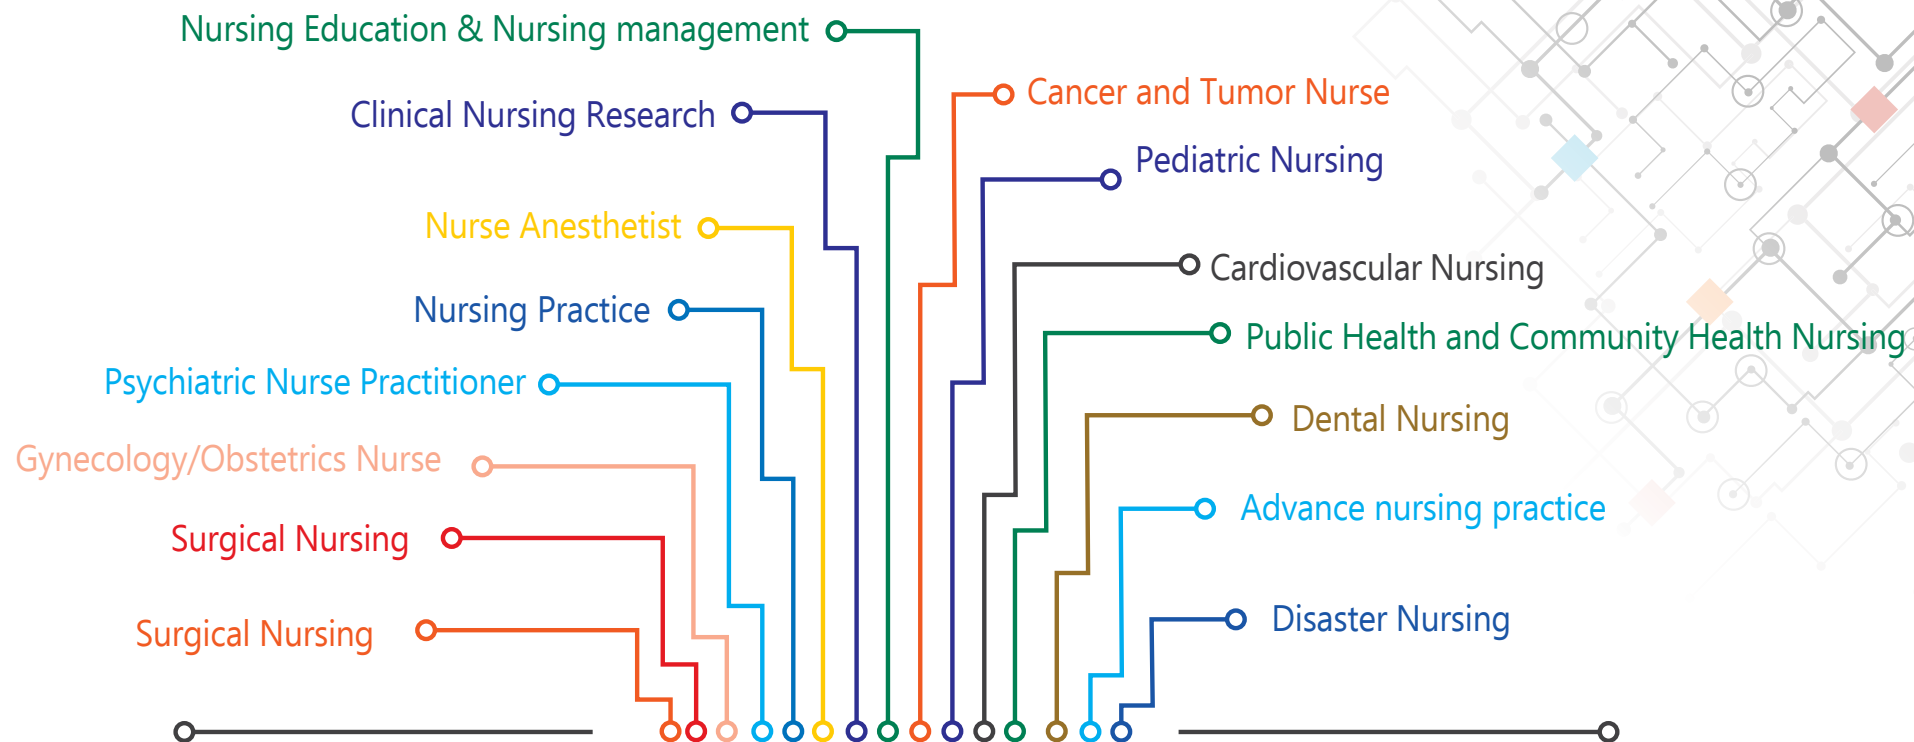 Nursing Education & Nursing management
Clinical Nursing Research
Nurse Anesthetist
Nursing Practice
Psychiatric Nurse Practitioner
Gynecology/Obstetrics Nurse
Surgical Nursing
Surgical Nursing
Cancer and Tumor Nurse
Pediatric Nursing
Cardiovascular Nursing
Public Health and Community Health Nursing
Dental Nursing
Advance nursing practice
Disaster Nursing